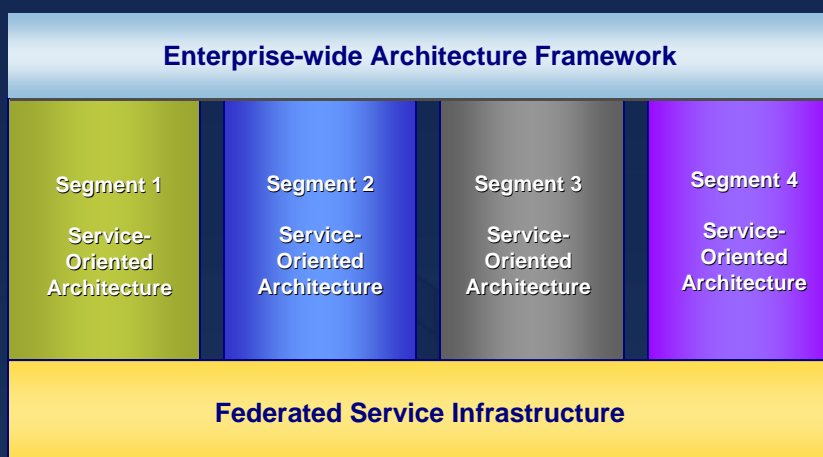 Enterprise-wide Architecture Framework
Segment 1
Service-
Oriented
Architecture
Segment 2
Service-
Oriented
Architecture
Segment 3
Service-
Oriented
Architecture
Segment 4
Service-
Oriented
Architecture
Federated Service Infrastructure